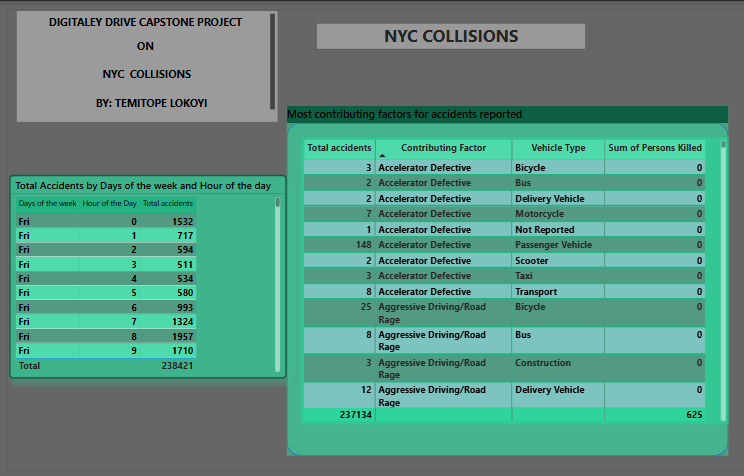 DIGITALEY DRIVE CAPSTONE PROJECT
ON
NYC COLLISIONS
BY: TEMITOPE LOKOYI
NYC COLLISIONS
Total Accidents by Days of the week and Hour of the day
Days of the week Hour of the Day Total accidents
Fri 0 1532
Fri 1 717
Fri 2 594
Fri 3 511
Fri 4 534
Fri 5 580
Fri 6 993
Fri 7 1324
Fri 8 1957
Fri 9 1710
Total 238421
Most contributing factors for accidents reported
Total accidents Contributing Factor Vehicle Type Sum of Persons Killed
3 Accelerator Defective Bicycle 0
2 Accelerator Defective Bus 0
2 Accelerator Defective Delivery Vehicle 0
7 Accelerator Defective Motorcycle 0
1 Accelerator Defective Not Reported 0
148 Accelerator Defective Passenger Vehicle 0
2 Accelerator Defective Scooter 0
3 Accelerator Defective Taxi 0
8 Accelerator Defective Transport 0
25 Aggressive Driving/Road Bicycle 0
Rage
8 Aggressive Driving/Road Bus 0
Rage
3 Aggressive Driving/Road Construction 0
Rage
12 Aggressive Driving/Road Delivery Vehicle 0
Rage
237134 625